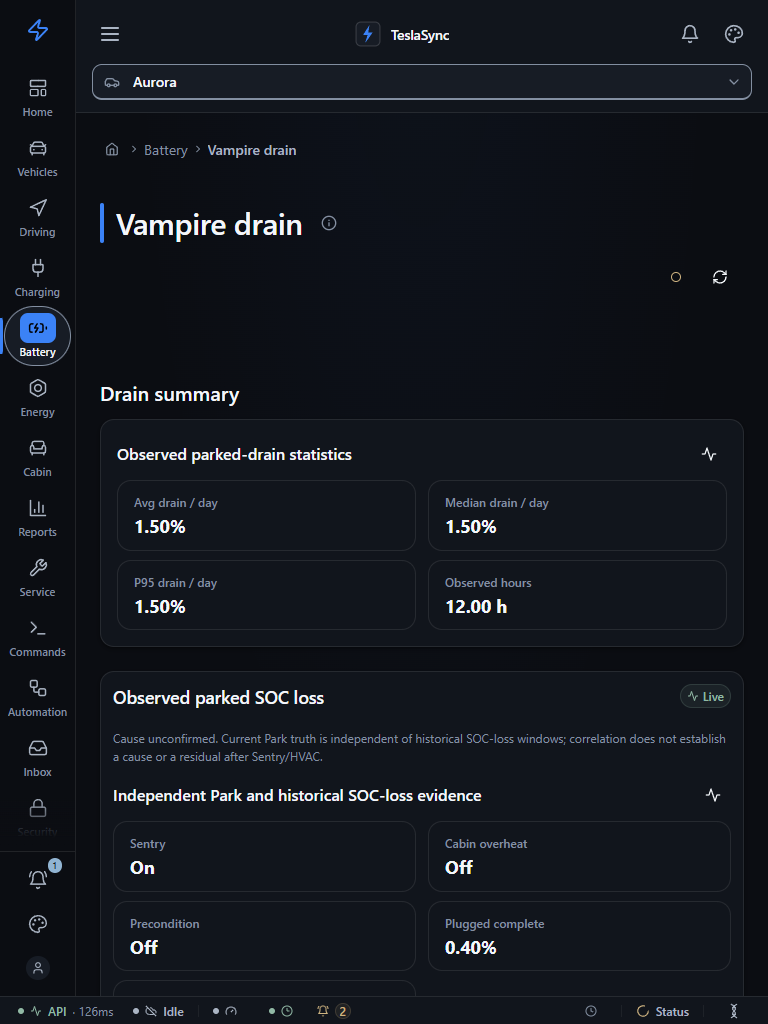 TeslaSync
Aurora
Home
Vehicles
Driving
Charging
Battery
Energy
Cabin
Reports
Service
Commands
Automation
Inbox
Security
1
Battery > Vampire drain
Vampire drain
Drain summary
Observed parked-drain statistics
Avg drain / day
1.50%
Median drain / day
1.50%
P95 drain / day
1.50%
Observed hours
12.00 h
Observed parked SOC loss
Live
Cause unconfirmed. Current Park truth is independent of historical SOC-loss windows; correlation does not establish
a cause or a residual after Sentry/HVAC.
Independent Park and historical SOC-loss evidence
Sentry
On
Cabin overheat
Off
Precondition
Off
Plugged complete
0.40%
API · 126ms
Idle
2
Status